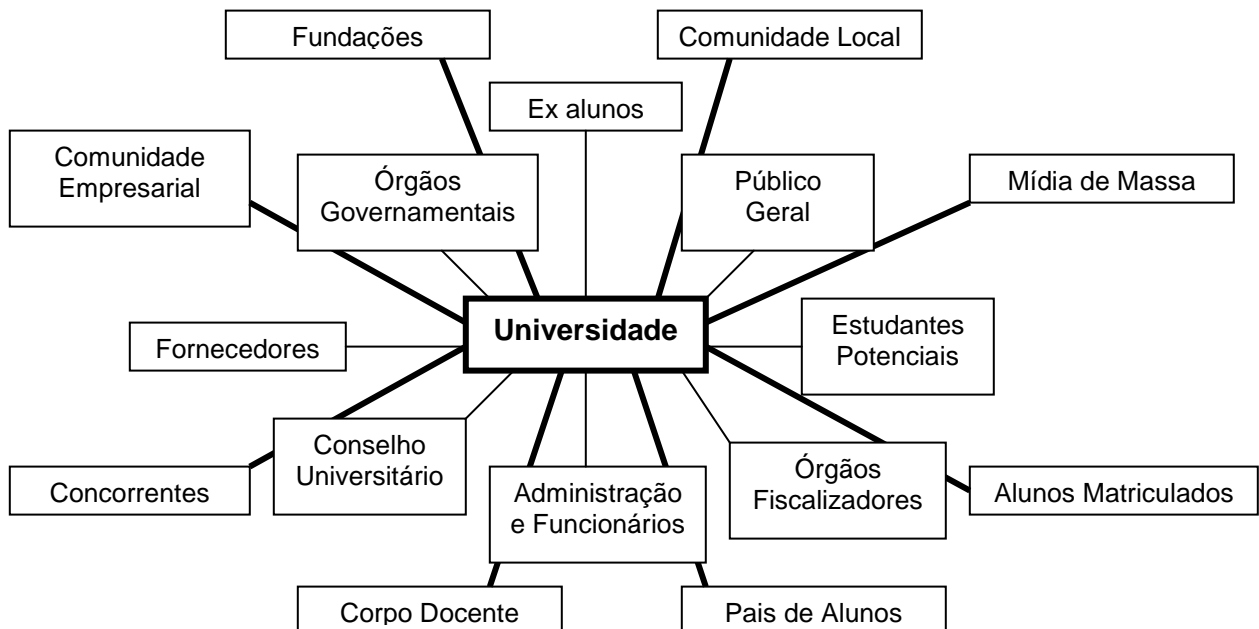 Fundações
Comunidade Local
Ex alunos
Comunidade
Empresarial
Órgãos
Governamentais
Público
Geral
Mídia de Massa
Universidade
Fornecedores
Estudantes
Potenciais
Conselho
Universitário
Órgãos
Fiscalizadores
Concorrentes
Administração
e Funcionários
Alunos Matriculados
Corpo Docente
Pais de Alunos